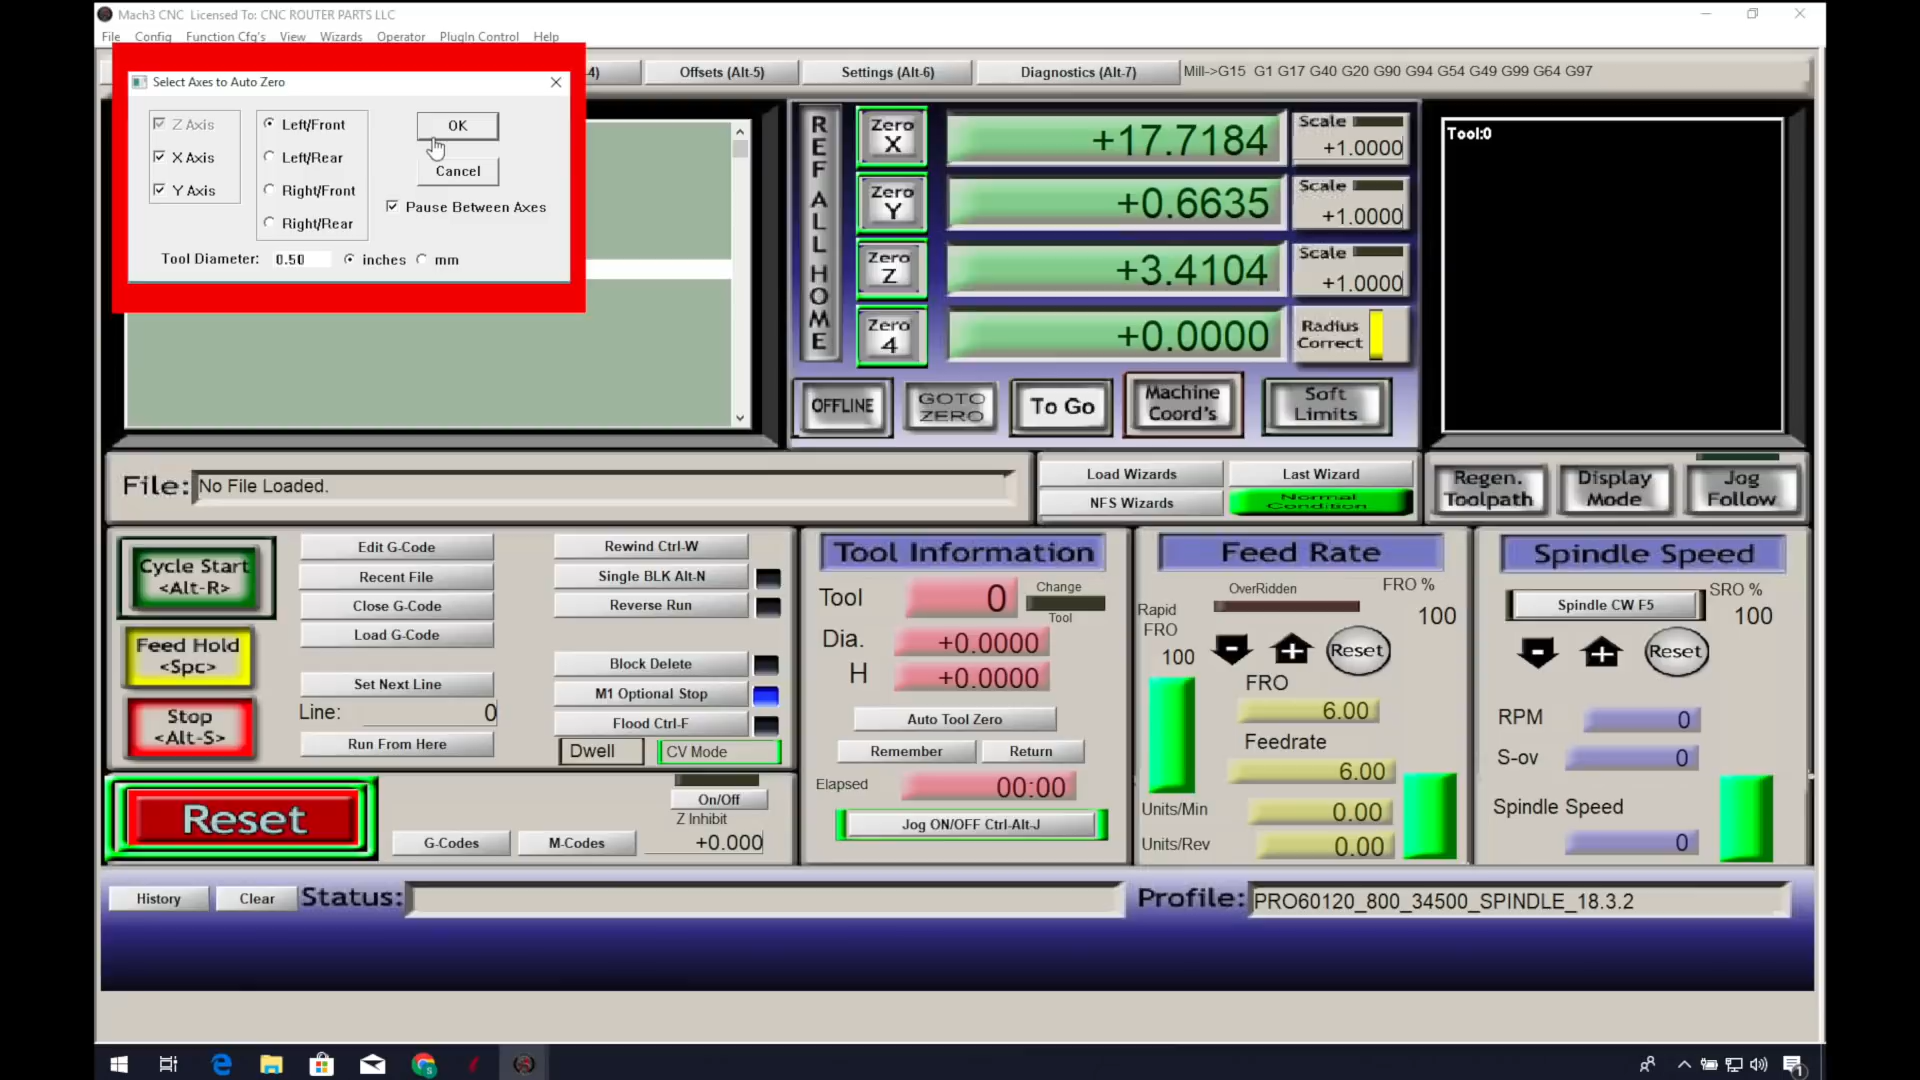 Mach3 CNC Licensed To: CNC ROUTER PARTS LLC
File Config Function Cfg's View Wizards Operator PlugIn Control Help
4) Offsets (Alt-5) Settings (Alt-6) Diagnostics (Alt-7) Mill->G15 G1 G17 G40 G20 G90 G94 G54 G49 G99 G64 G97
Select Axes to Auto Zero
Z Axis Left/Front OK
X Axis Left/Rear
Cancel
Y Axis Right/Front
Pause Between Axes
Right/Rear
Tool Diameter: 0.50 inches mm
REF ALL HOME
Zero X +17.7184 Scale +1.0000
Zero Y +0.6635 Scale +1.0000
Zero Z +3.4104 Scale +1.0000
Zero 4 +0.0000 Radius Correct
OFFLINE GOTO ZERO To Go Machine Coord's Soft Limits
Tool:0
File: No File Loaded.
Load Wizards Last Wizard
NFS Wizards Normal Condition
Regen. Toolpath Display Mode Jog Follow
Cycle Start <Alt-R>
Feed Hold <Spc>
Stop <Alt-S>
Edit G-Code
Recent File
Close G-Code
Load G-Code
Set Next Line
Line: 0
Run From Here
Rewind Ctrl-W
Single BLK Alt-N
Reverse Run
Block Delete
M1 Optional Stop
Flood Ctrl-F
Dwell CV Mode
Reset
G-Codes M-Codes
On/Off
Z Inhibit
+0.000
Tool Information
Tool 0 Change Tool
Dia. +0.0000
H +0.0000
Auto Tool Zero
Remember Return
Elapsed 00:00
Jog ON/OFF Ctrl-Alt-J
Feed Rate
OverRidden FRO %
100
Rapid FRO
100
Reset
FRO
6.00
Feedrate
6.00
Units/Min 0.00
Units/Rev 0.00
Spindle Speed
Spindle CW F5 SRO %
100
Reset
RPM 0
S-ov 0
Spindle Speed
0
History Clear Status: Profile: PRO60120_800_34500_SPINDLE_18.3.2
1